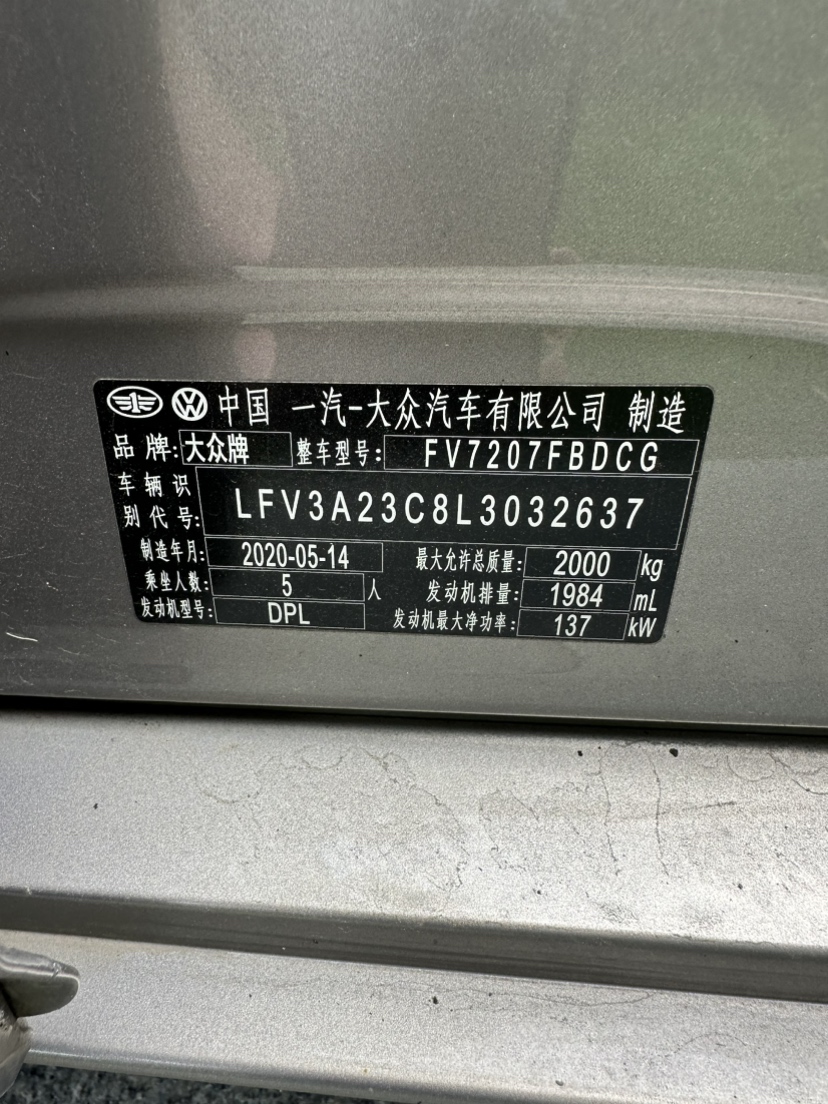 中国 一汽-大众汽车有限公司 制造
品牌:大众牌 整车型号:FV7207FBDCG
车辆识
别代号: LFV3A23C8L3032637
制造年月: 2020-05-14 最大允许总质量: 2000 kg
乘坐人数: 5 人 发动机排量: 1984 mL
发动机型号: DPL 发动机最大净功率: 137 kW